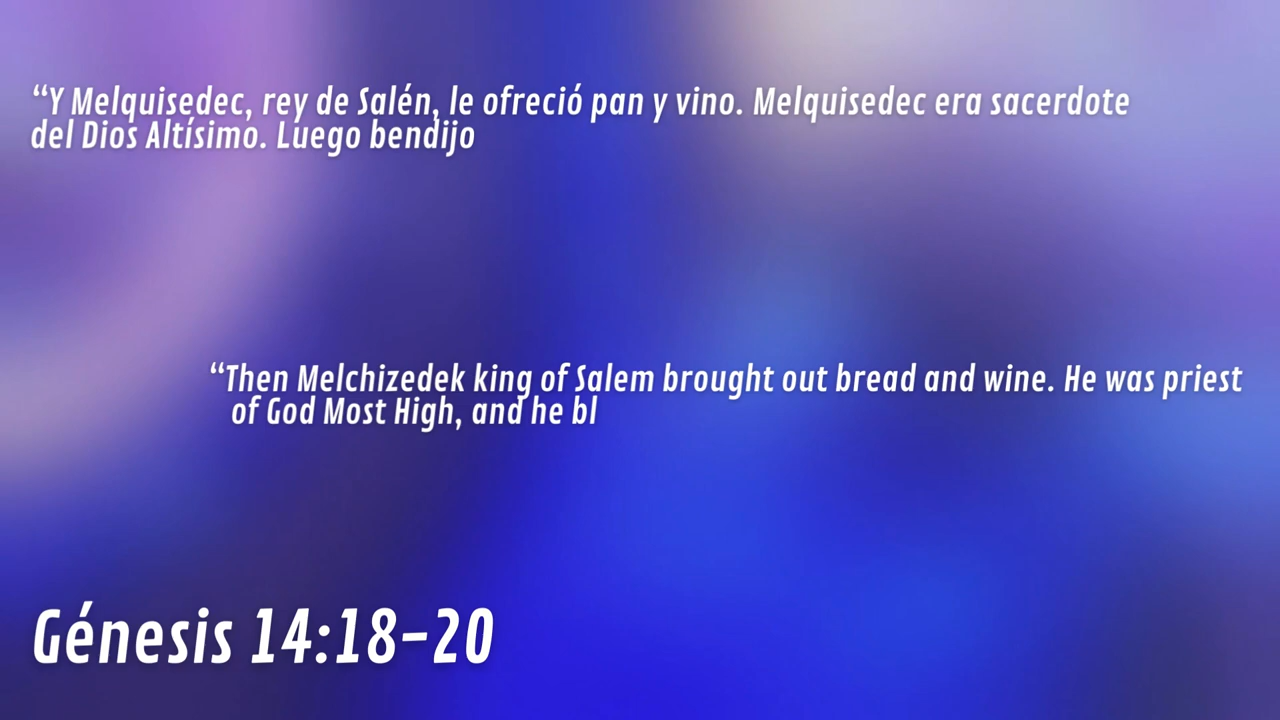 “Y Melquisedec, rey de Salén, le ofreció pan y vino. Melquisedec era sacerdote
del Dios Altísimo. Luego bendijo
“Then Melchizedek king of Salem brought out bread and wine. He was priest
of God Most High, and he bl
Génesis 14:18-20